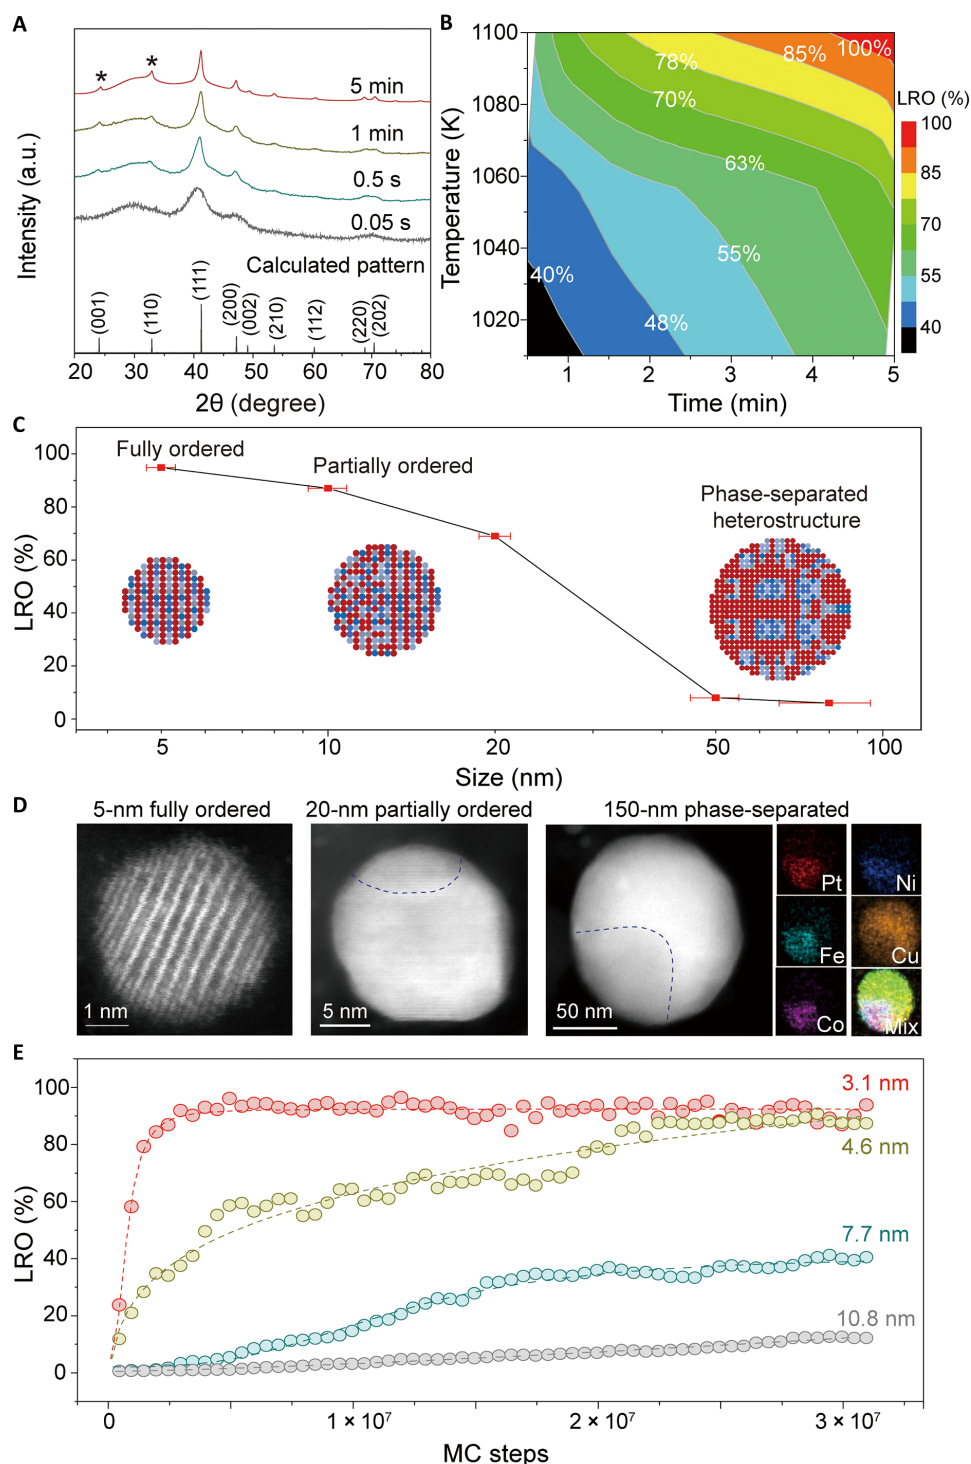 A
Intensity (a.u.)
*
*
5 min
1 min
0.5 s
0.05 s
Calculated pattern
(001)
(110)
(111)
(200)
(002)
(210)
(112)
(220)
(202)
20 30 40 50 60 70 80
2θ (degree)
B
Temperature (K)
1100
1080
1060
1040
1020
78%
85%
100%
70%
63%
55%
40%
48%
1 2 3 4 5
Time (min)
LRO (%)
100
85
70
55
40
C
LRO (%)
100
80
60
40
20
0
Fully ordered
Partially ordered
Phase-separated
heterostructure
5 10 20 50 100
Size (nm)
D
5-nm fully ordered
20-nm partially ordered
150-nm phase-separated
1 nm
5 nm
50 nm
Pt
Ni
Fe
Cu
Co
Mix
E
LRO (%)
100
80
60
40
20
0
3.1 nm
4.6 nm
7.7 nm
10.8 nm
0 1 × 10⁷ 2 × 10⁷ 3 × 10⁷
MC steps